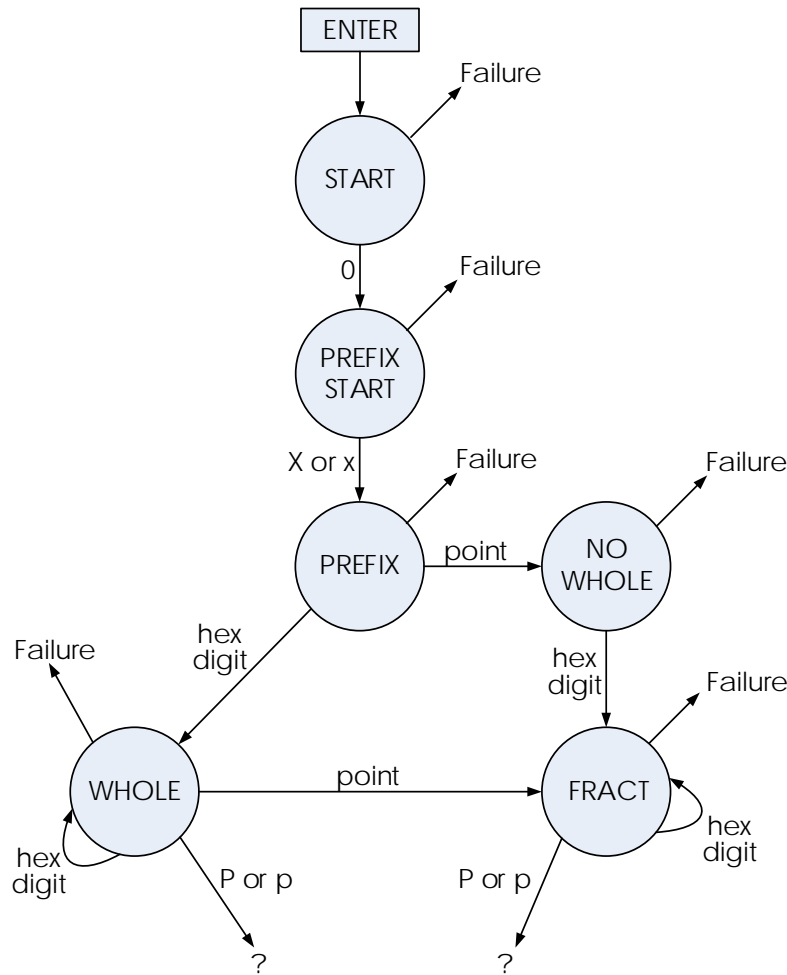 ENTER
Failure
START
0
Failure
PREFIX
START
X or x
Failure
Failure
PREFIX
point
NO
WHOLE
hex
digit
hex
digit
Failure
Failure
WHOLE
point
FRACT
hex
digit
hex
digit
P or p
P or p
?
?